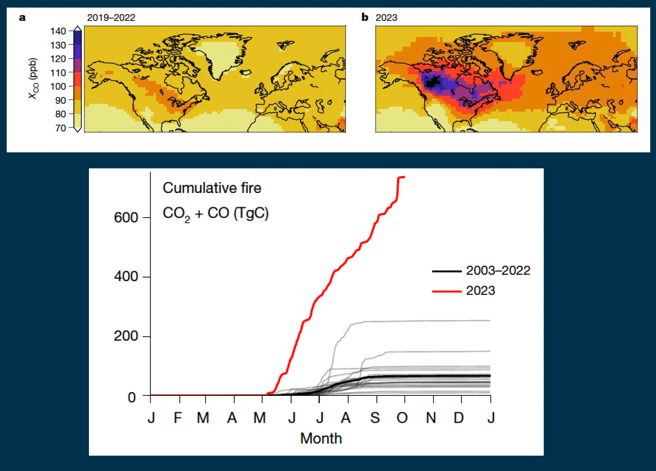 a 2019–2022
b 2023
X_CO (ppb)
140
130
120
110
100
90
80
70
Cumulative fire
CO₂ + CO (TgC)
600
400
200
0
2003–2022
2023
J F M A M J J A S O N D J
Month